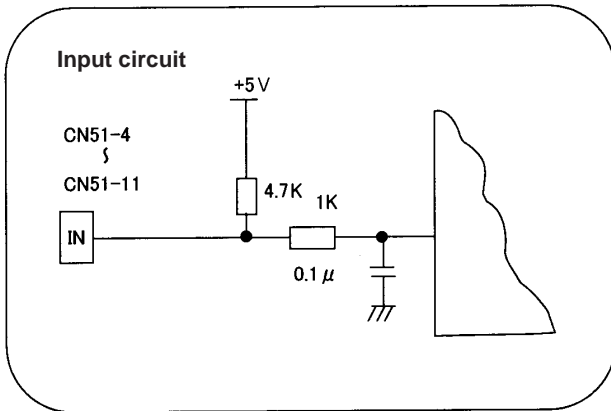 Input circuit
+5V
CN51-4
∫
CN51-11
4.7K
1K
IN
0.1μ